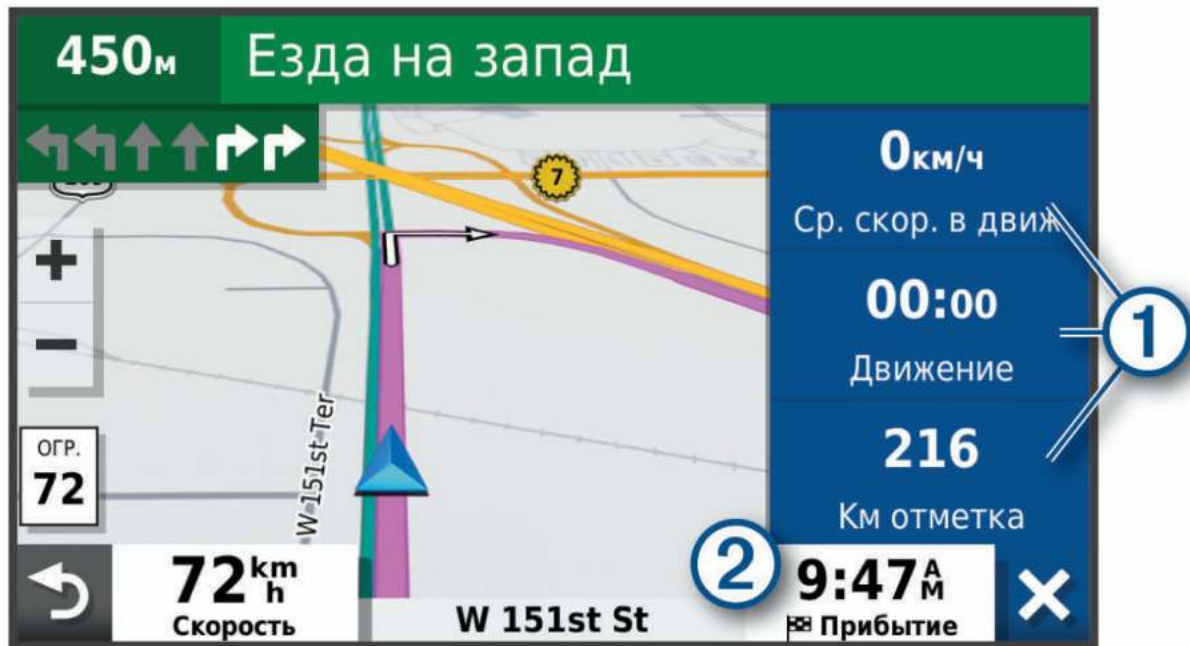 450м
Езда на запад
7
0км/ч
Ср. скор. в движ
00:00
Движение
1
W 151st Ter
216
Км отметка
ОГР.
72
2
72 km h
Скорость
W 151st St
9:47 AM
Прибытие